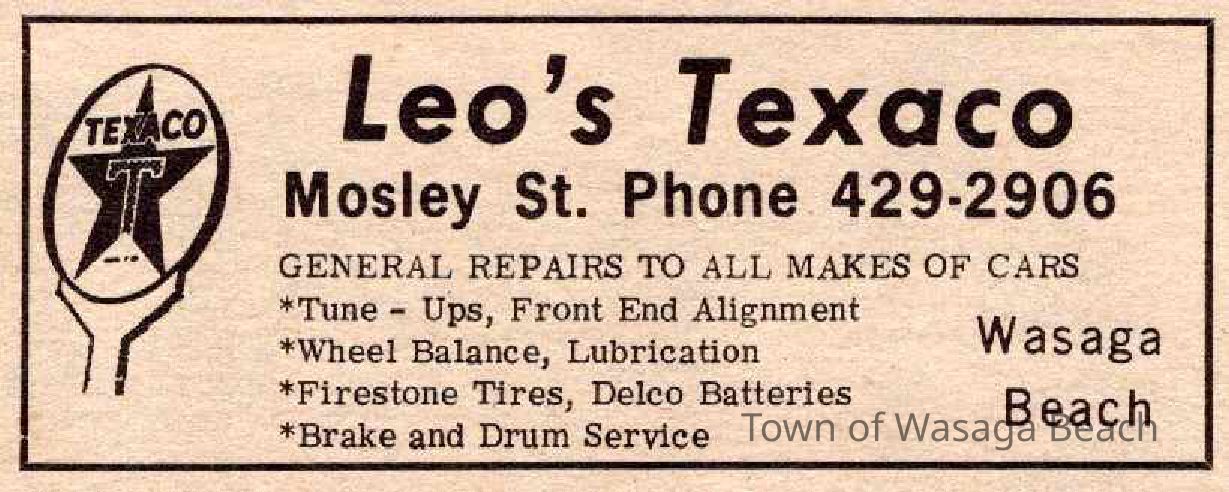 TEXACO
T
Leo's Texaco
Mosley St. Phone 429-2906
GENERAL REPAIRS TO ALL MAKES OF CARS
*Tune - Ups, Front End Alignment
*Wheel Balance, Lubrication
*Firestone Tires, Delco Batteries
*Brake and Drum Service
Wasaga
Beach
Town of Wasaga Beach